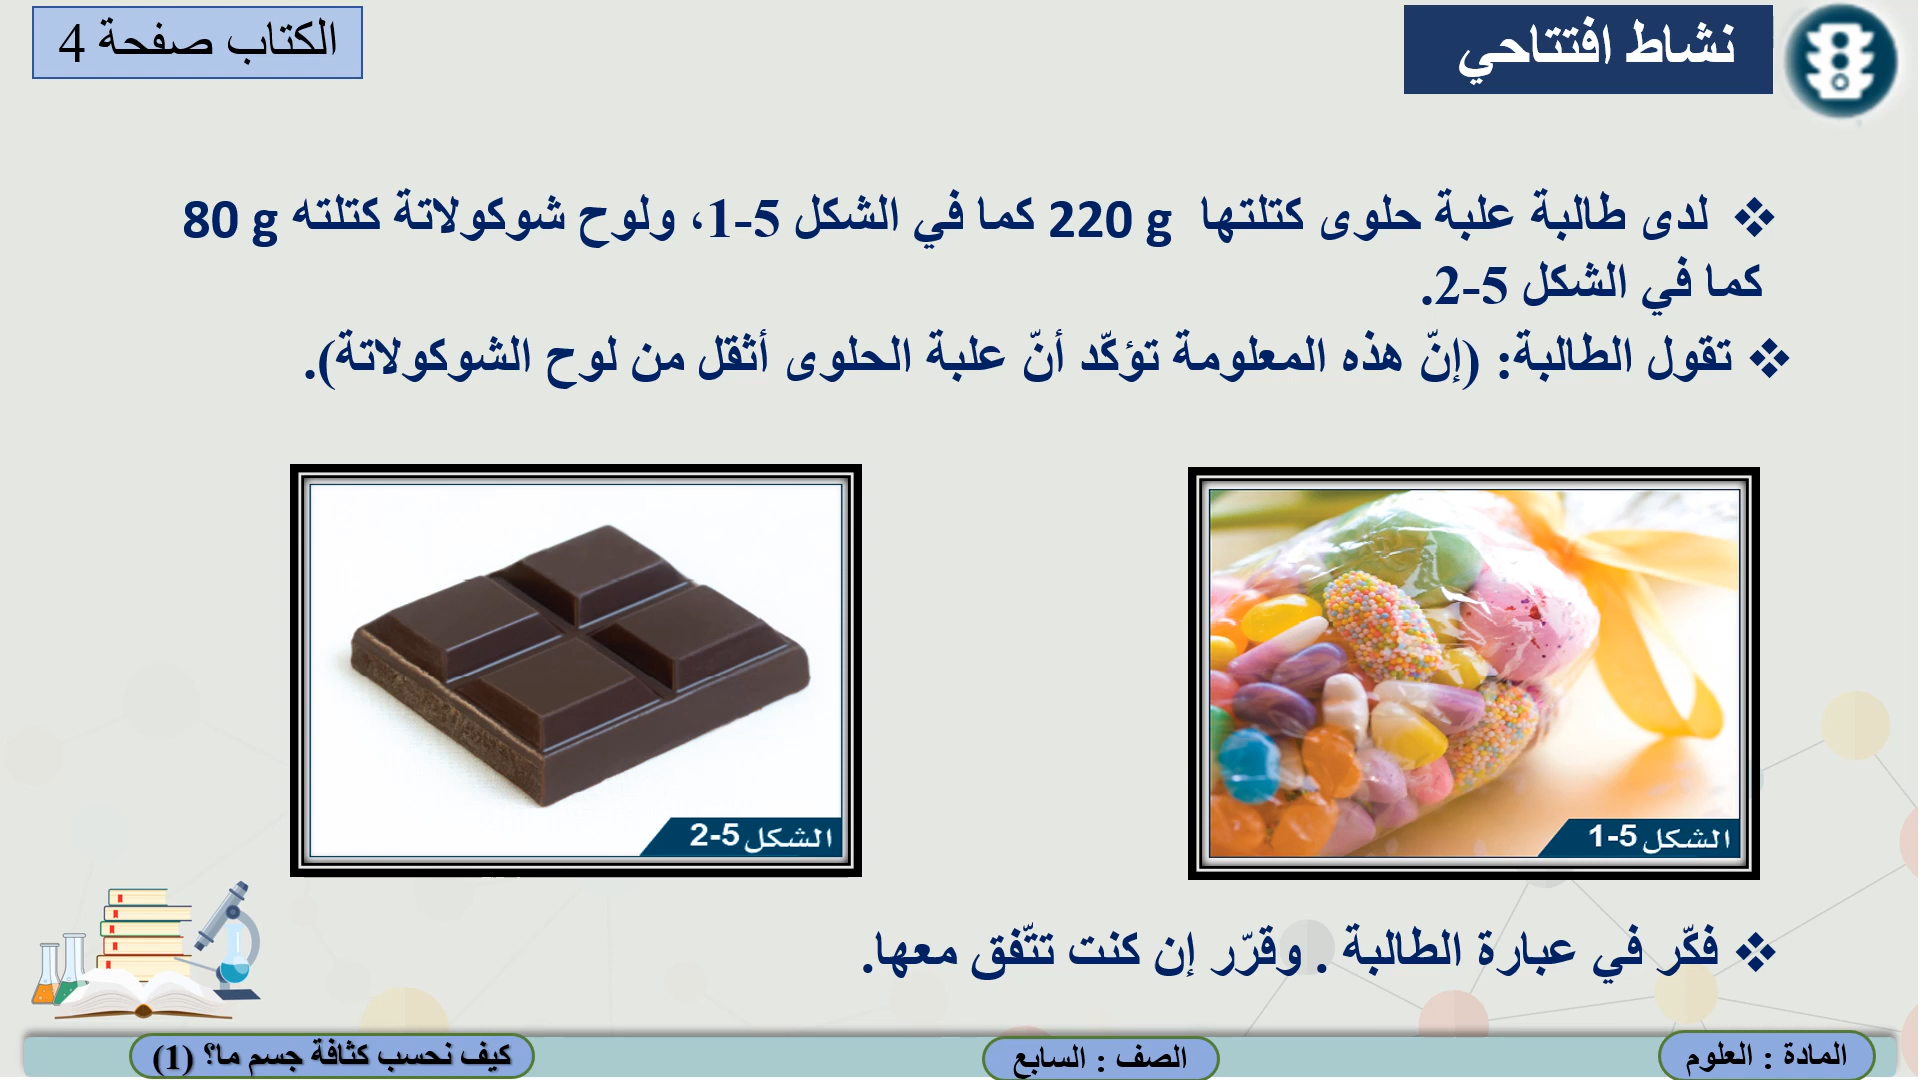 نشاط افتتاحي
الكتاب صفحة 4
❖ لدى طالبة علبة حلوى كتلتها 220 g كما في الشكل 5-1، ولوح شوكولاتة كتلته 80 g
كما في الشكل 5-2.
❖ تقول الطالبة: (إنّ هذه المعلومة تؤكّد أنّ علبة الحلوى أثقل من لوح الشوكولاتة).
الشكل 5-1
الشكل 5-2
❖ فكّر في عبارة الطالبة . وقرّر إن كنت تتّفق معها.
المادة : العلوم
الصف : السابع
كيف نحسب كثافة جسم ما؟ (1)